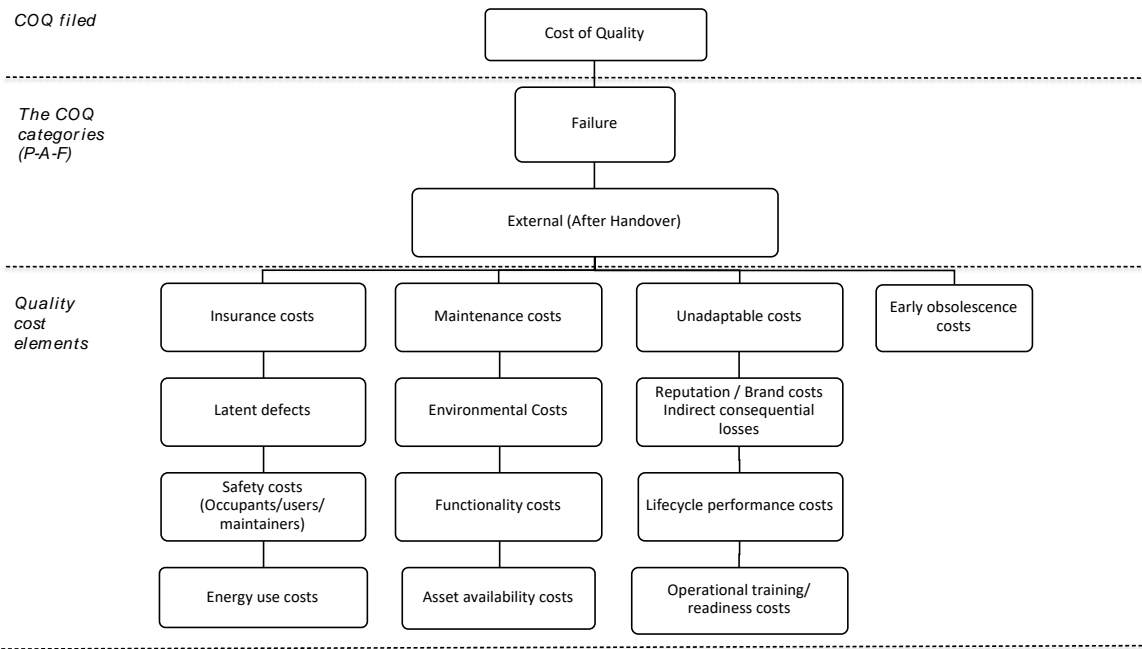 COQ filed
Cost of Quality
The COQ
categories
(P-A-F)
Failure
External (After Handover)
Quality
cost
elements
Insurance costs
Maintenance costs
Unadaptable costs
Early obsolescence
costs
Latent defects
Environmental Costs
Reputation / Brand costs
Indirect consequential
losses
Safety costs
(Occupants/users/
maintainers)
Functionality costs
Lifecycle performance costs
Energy use costs
Asset availability costs
Operational training/
readiness costs